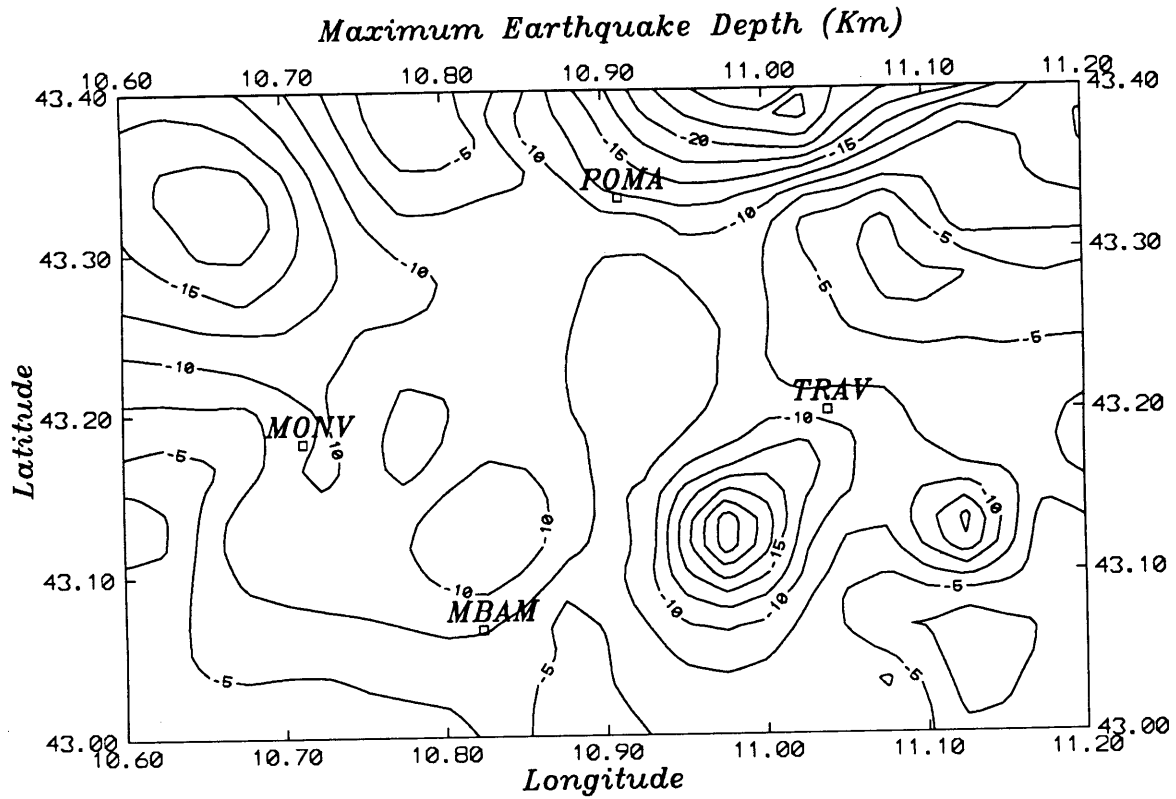 Maximum Earthquake Depth (Km)
10.60 10.70 10.80 10.90 11.00 11.10 11.20
43.40 43.40
-5 -10 -20 -15 -15
POMA
-10 -5
43.30 43.30
-10 -15 -5
-5
-10
TRAV
43.20 43.20
MONV -10
-5 10
-10 -10
-15
43.10 43.10
-10 -10 -10 -5
MBAM
-5 -5 -5
43.00 43.00
10.60 10.70 10.80 10.90 11.00 11.10 11.20
Longitude
Latitude